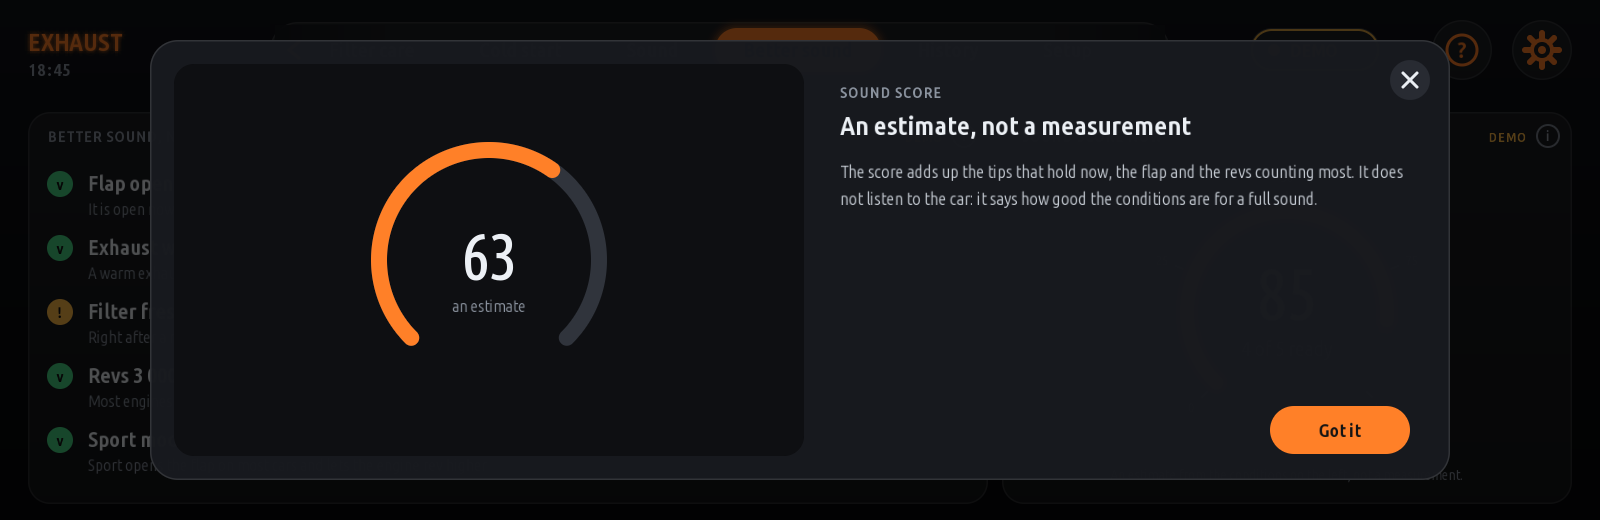 EXHAUST
18:45
?
BETTER SOUN
DEMO
i
v
Flap op
It is open
v
Exhaus
A warm ex
!
Filter f
Right afte
v
Revs 3
Most engi
v
Sport m
Sport open
63
an estimate
SOUND SCORE
An estimate, not a measurement
The score adds up the tips that hold now, the flap and the revs counting most. It does
not listen to the car: it says how good the conditions are for a full sound.
85
Got it
ment.